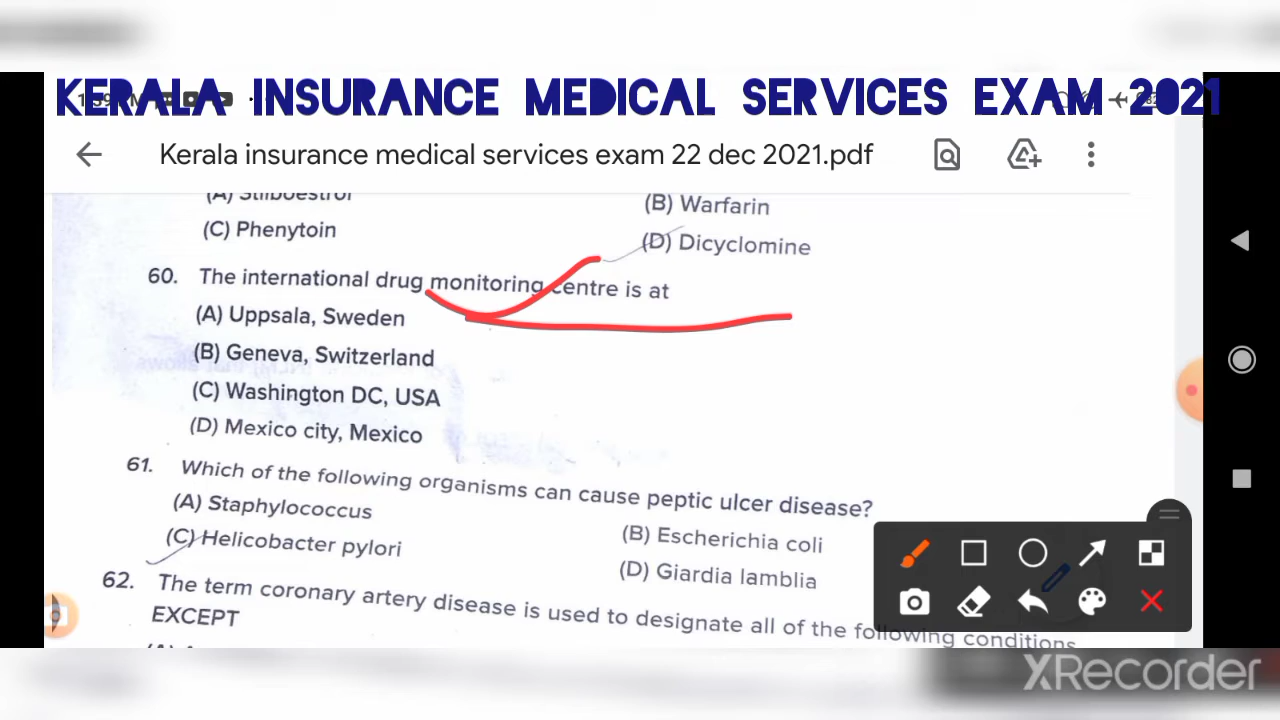 KERALA INSURANCE MEDICAL SERVICES EXAM 2021
Kerala insurance medical services exam 22 dec 2021.pdf
(A) Stilboestrol
(B) Warfarin
(C) Phenytoin
(D) Dicyclomine
60. The international drug monitoring centre is at
(A) Uppsala, Sweden
(B) Geneva, Switzerland
(C) Washington DC, USA
(D) Mexico city, Mexico
61. Which of the following organisms can cause peptic ulcer disease?
(A) Staphylococcus
(B) Escherichia coli
(C) Helicobacter pylori
(D) Giardia lamblia
62. The term coronary artery disease is used to designate all of the following conditions
EXCEPT
XRecorder